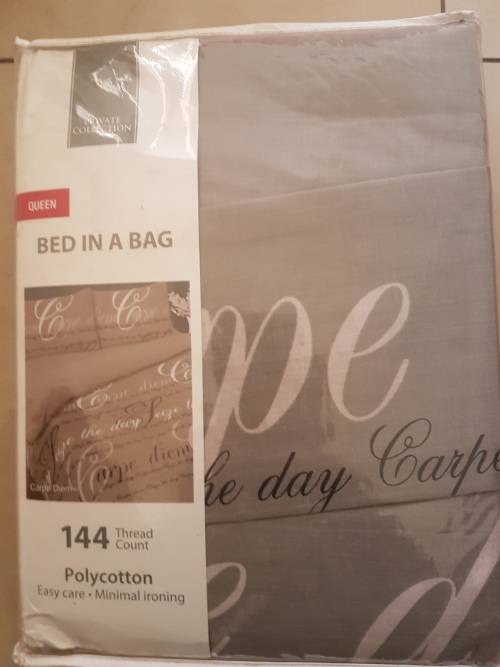 PRIVATE
COLLECTION
QUEEN
BED IN A BAG
Carpe Diem
144 Thread
Count
Polycotton
Easy care • Minimal ironing
pe
he day Carpe
e d